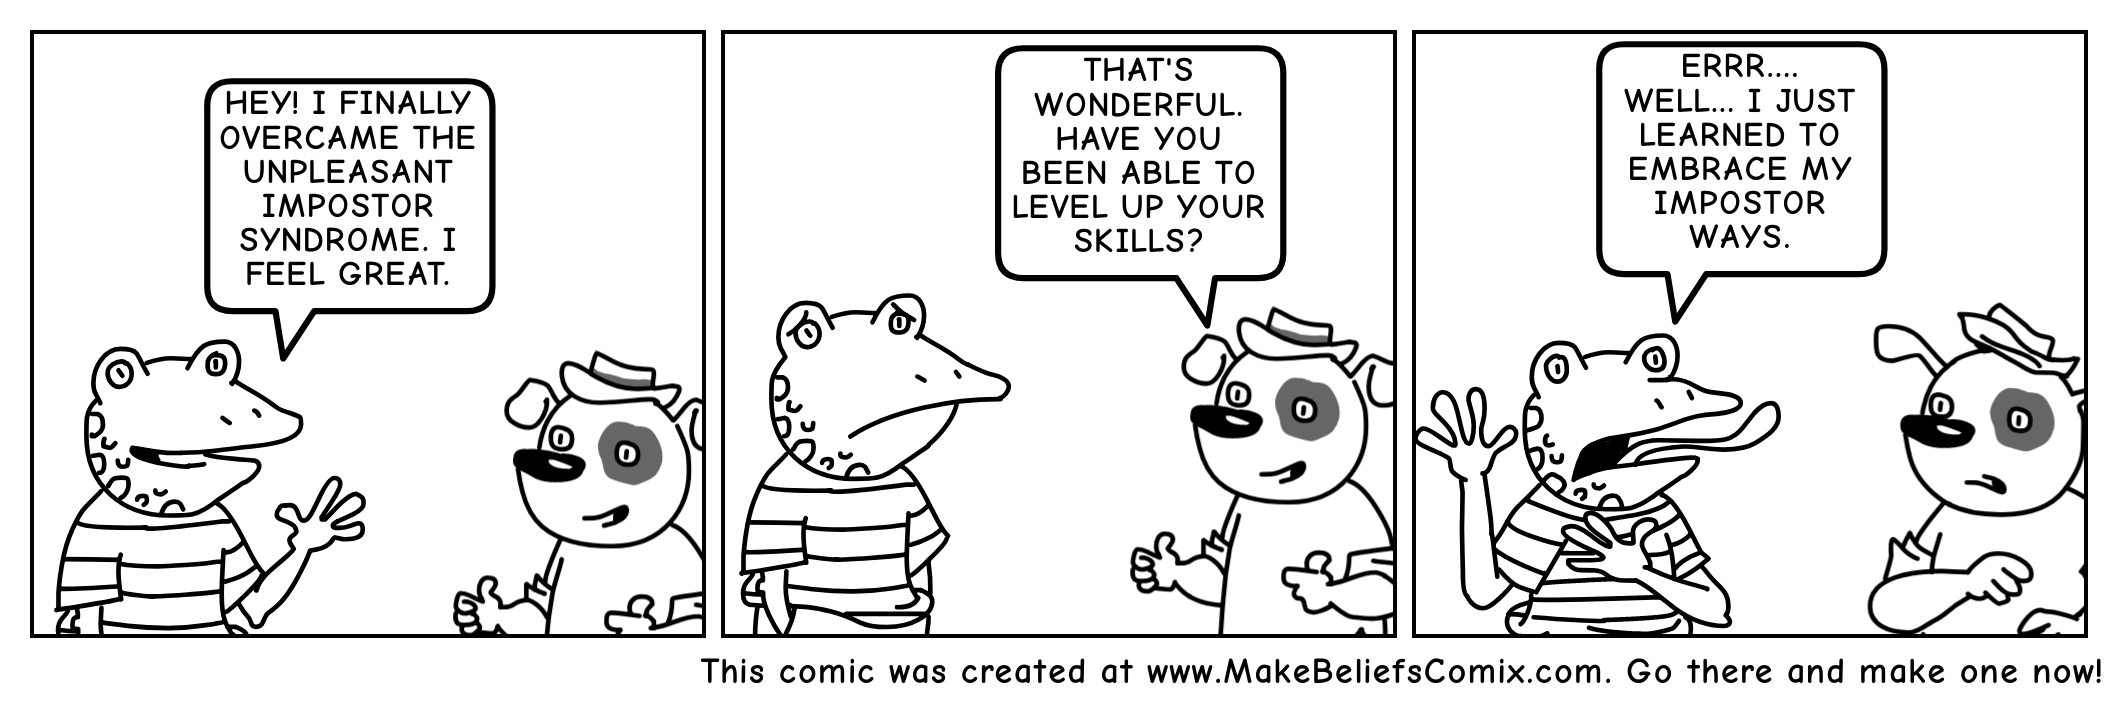 HEY! I FINALLY
OVERCAME THE
UNPLEASANT
IMPOSTOR
SYNDROME. I
FEEL GREAT.
THAT'S
WONDERFUL.
HAVE YOU
BEEN ABLE TO
LEVEL UP YOUR
SKILLS?
ERRR....
WELL... I JUST
LEARNED TO
EMBRACE MY
IMPOSTOR
WAYS.
This comic was created at www.MakeBeliefsComix.com. Go there and make one now!